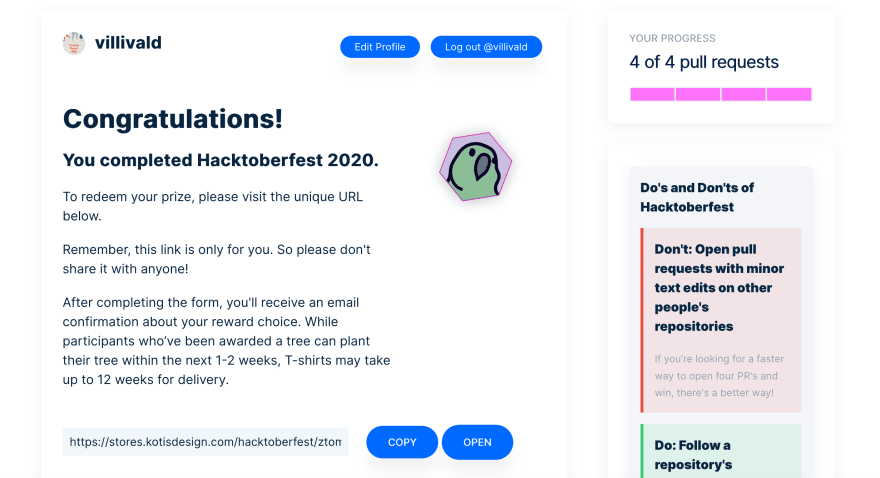 villivald
Edit Profile
Log out @villivald
Congratulations!
You completed Hacktoberfest 2020.
To redeem your prize, please visit the unique URL
below.
Remember, this link is only for you. So please don't
share it with anyone!
After completing the form, you'll receive an email
confirmation about your reward choice. While
participants who’ve been awarded a tree can plant
their tree within the next 1-2 weeks, T-shirts may take
up to 12 weeks for delivery.
https://stores.kotisdesign.com/hacktoberfest/ztom
COPY
OPEN
YOUR PROGRESS
4 of 4 pull requests
Do's and Don'ts of
Hacktoberfest
Don't: Open pull
requests with minor
text edits on other
people's
repositories
If you're looking for a faster
way to open four PR's and
win, there's a better way!
Do: Follow a
repository's